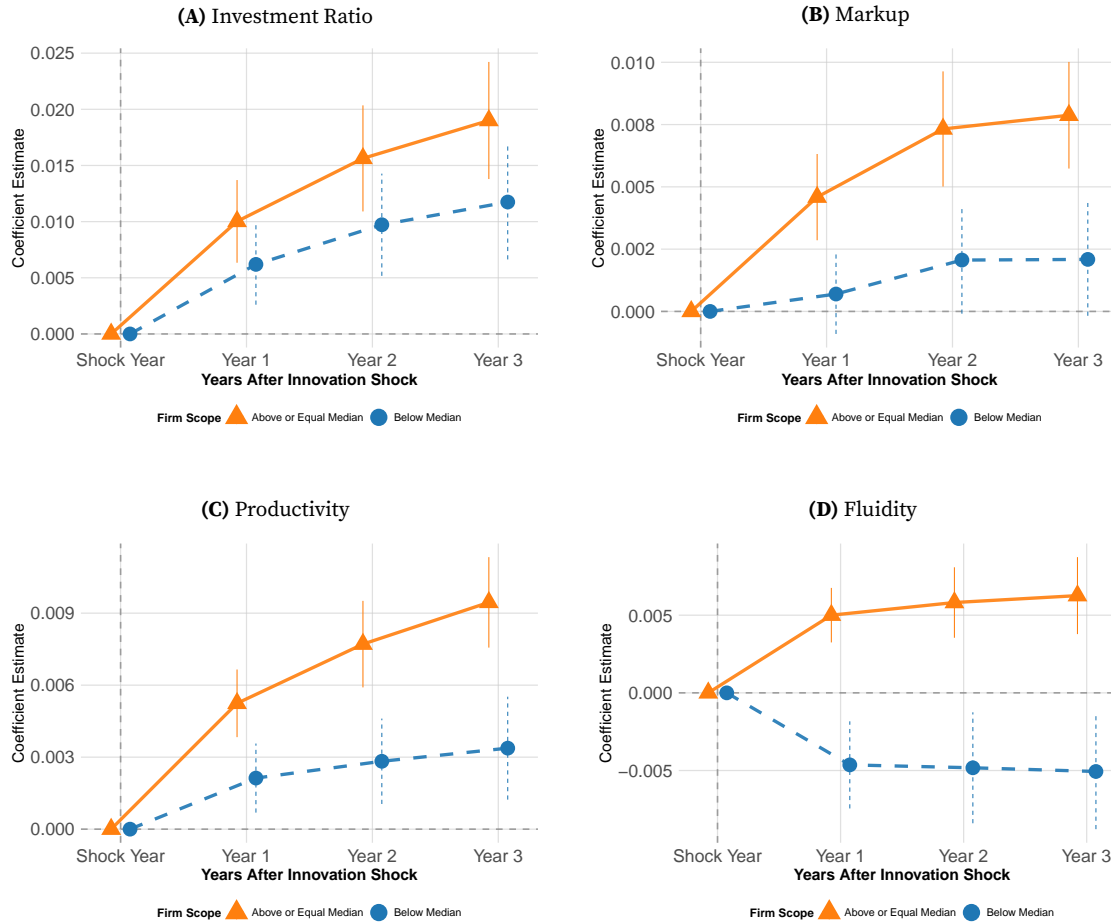 (A) Investment Ratio
Coefficient Estimate
0.025
0.020
0.015
0.010
0.005
0.000
Shock Year Year 1 Year 2 Year 3
Years After Innovation Shock
Firm Scope Above or Equal Median Below Median
(B) Markup
Coefficient Estimate
0.010
0.008
0.005
0.002
0.000
Shock Year Year 1 Year 2 Year 3
Years After Innovation Shock
Firm Scope Above or Equal Median Below Median
(C) Productivity
Coefficient Estimate
0.009
0.006
0.003
0.000
Shock Year Year 1 Year 2 Year 3
Years After Innovation Shock
Firm Scope Above or Equal Median Below Median
(D) Fluidity
Coefficient Estimate
0.005
0.000
−0.005
Shock Year Year 1 Year 2 Year 3
Years After Innovation Shock
Firm Scope Above or Equal Median Below Median